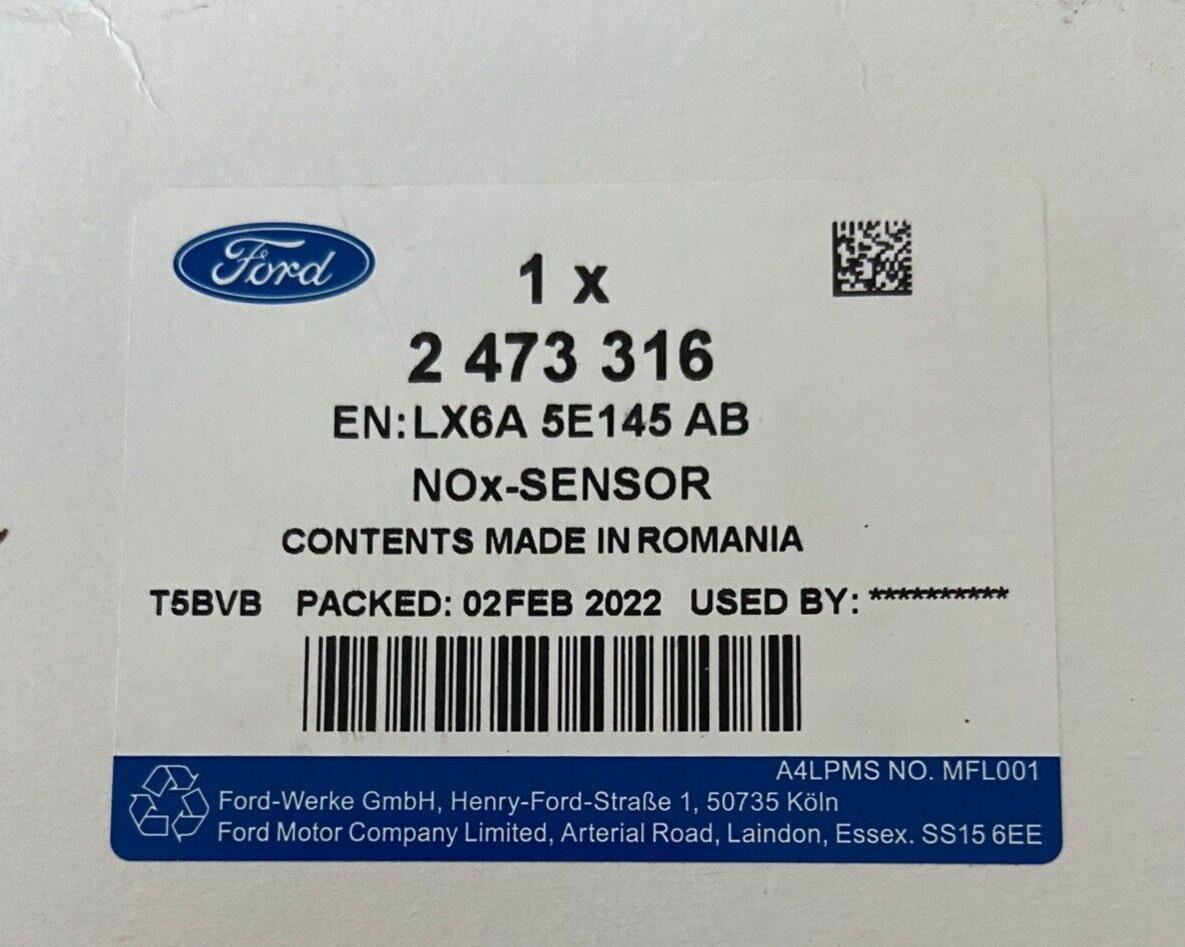 Ford
1 x
2 473 316
EN:LX6A 5E145 AB
NOx-SENSOR
CONTENTS MADE IN ROMANIA
T5BVB PACKED: 02FEB 2022 USED BY: **********
A4LPMS NO. MFL001
Ford-Werke GmbH, Henry-Ford-Straße 1, 50735 Köln
Ford Motor Company Limited, Arterial Road, Laindon, Essex. SS15 6EE